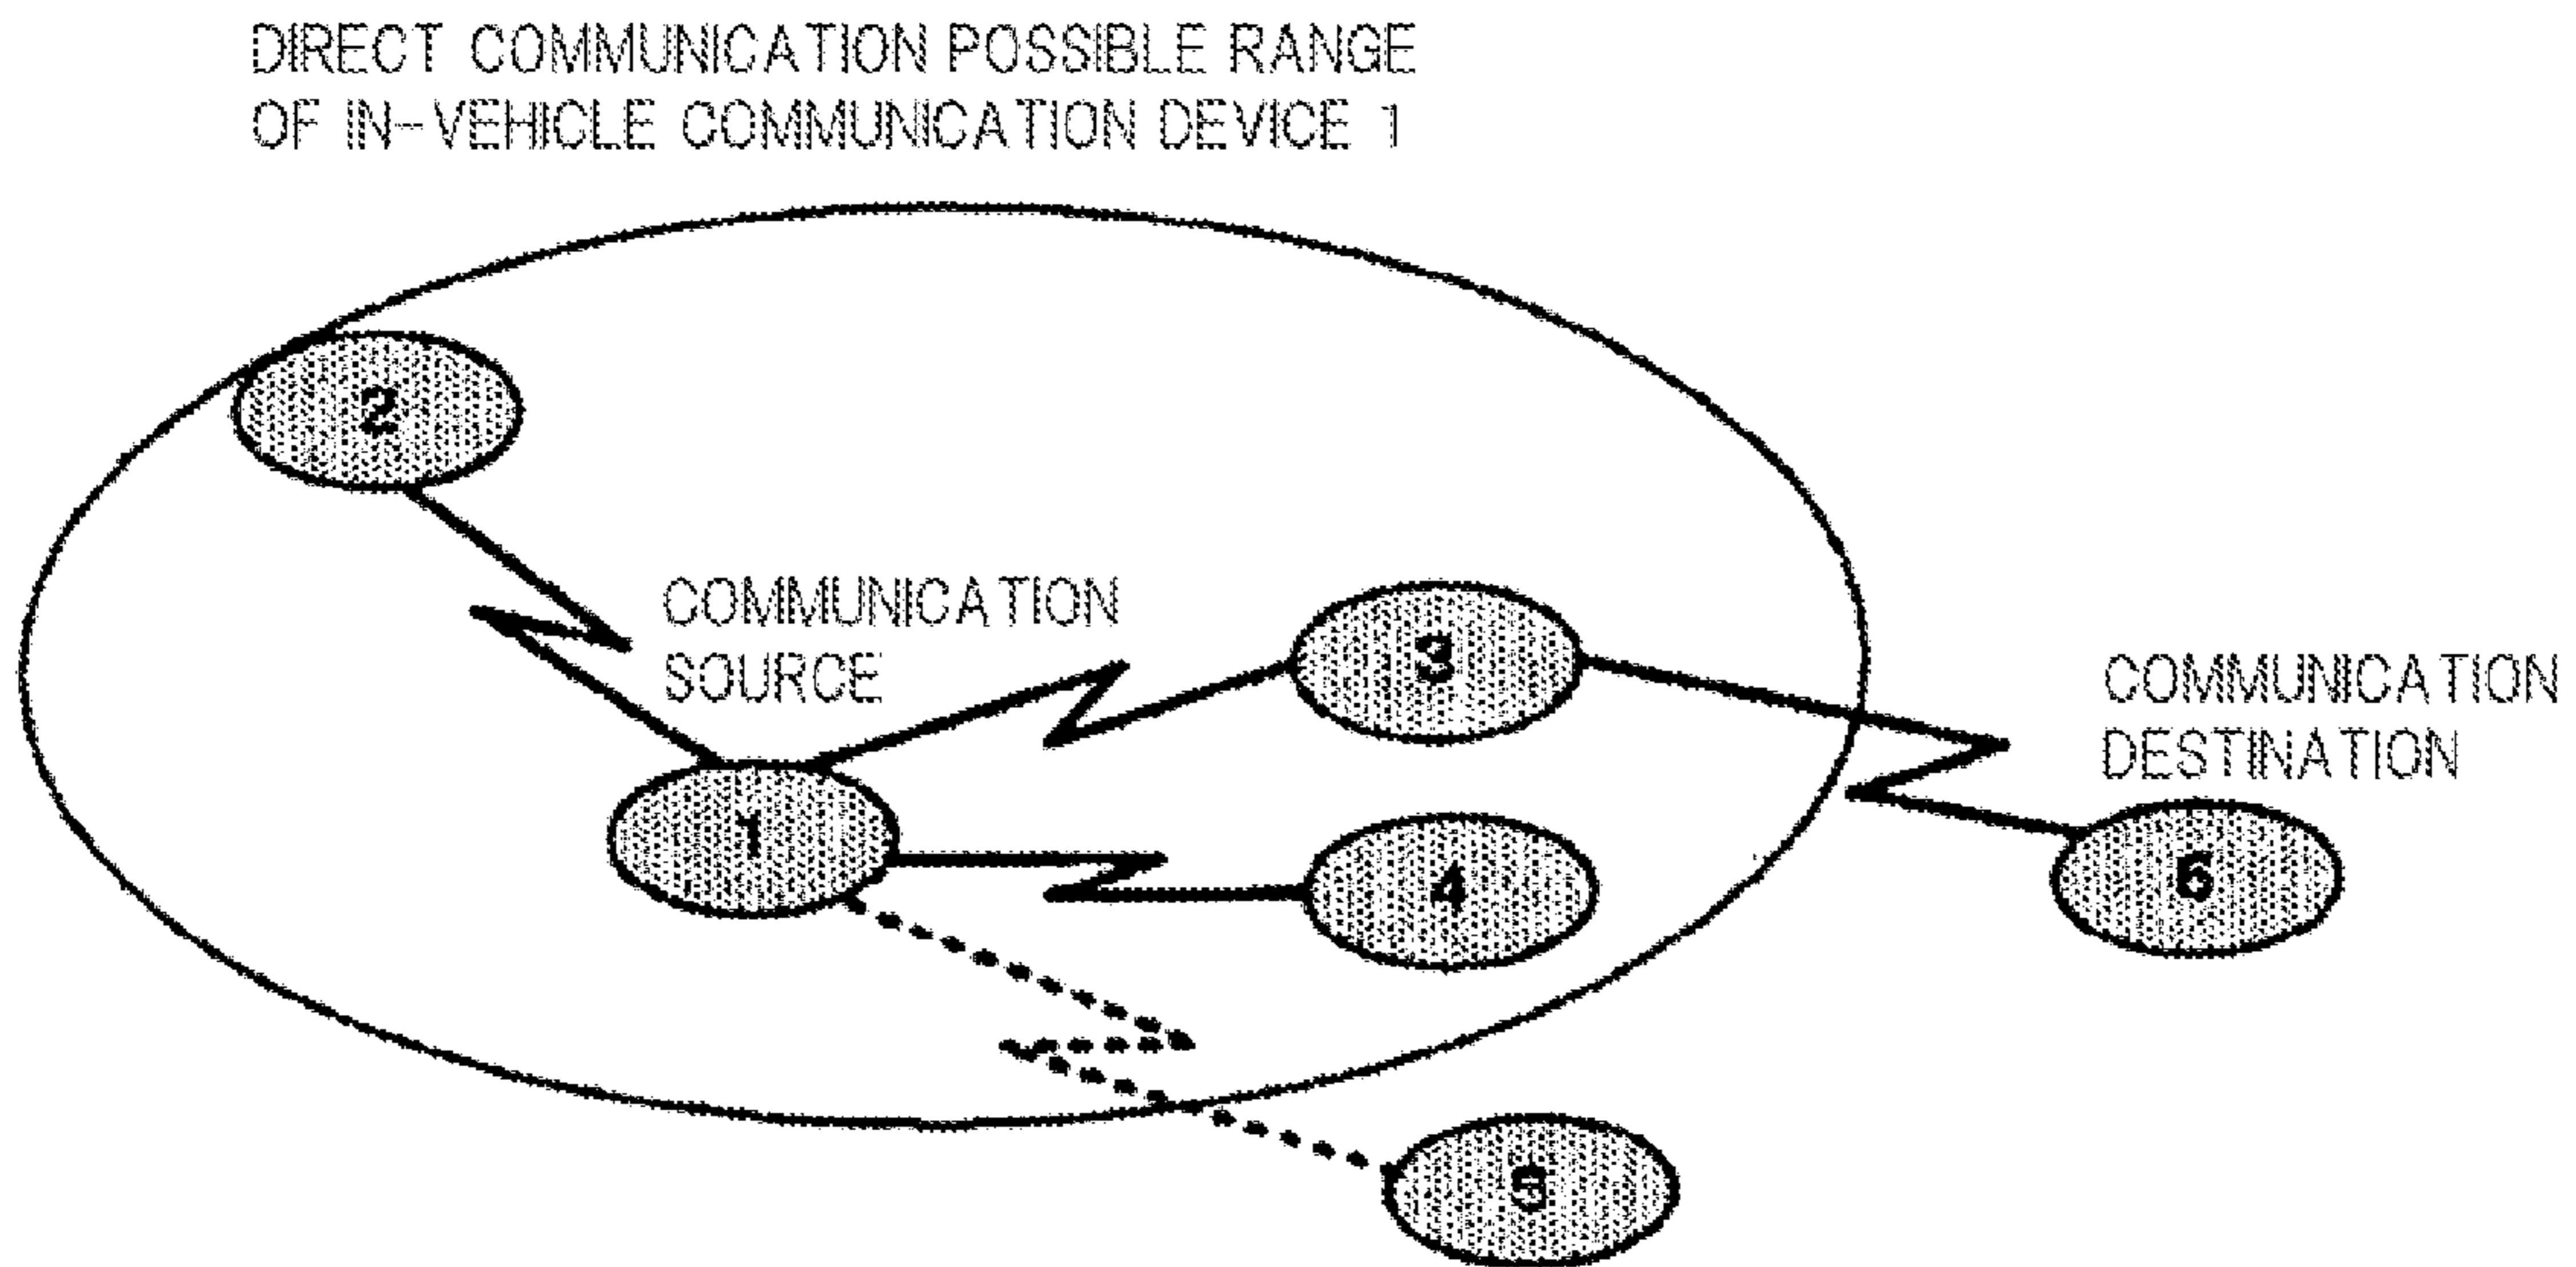 DIRECT COMMUNICATION POSSIBLE RANGE
OF IN-VEHICLE COMMUNICATION DEVICE 1
2
COMMUNICATION
SOURCE
3
COMMUNICATION
DESTINATION
1
4
6
5